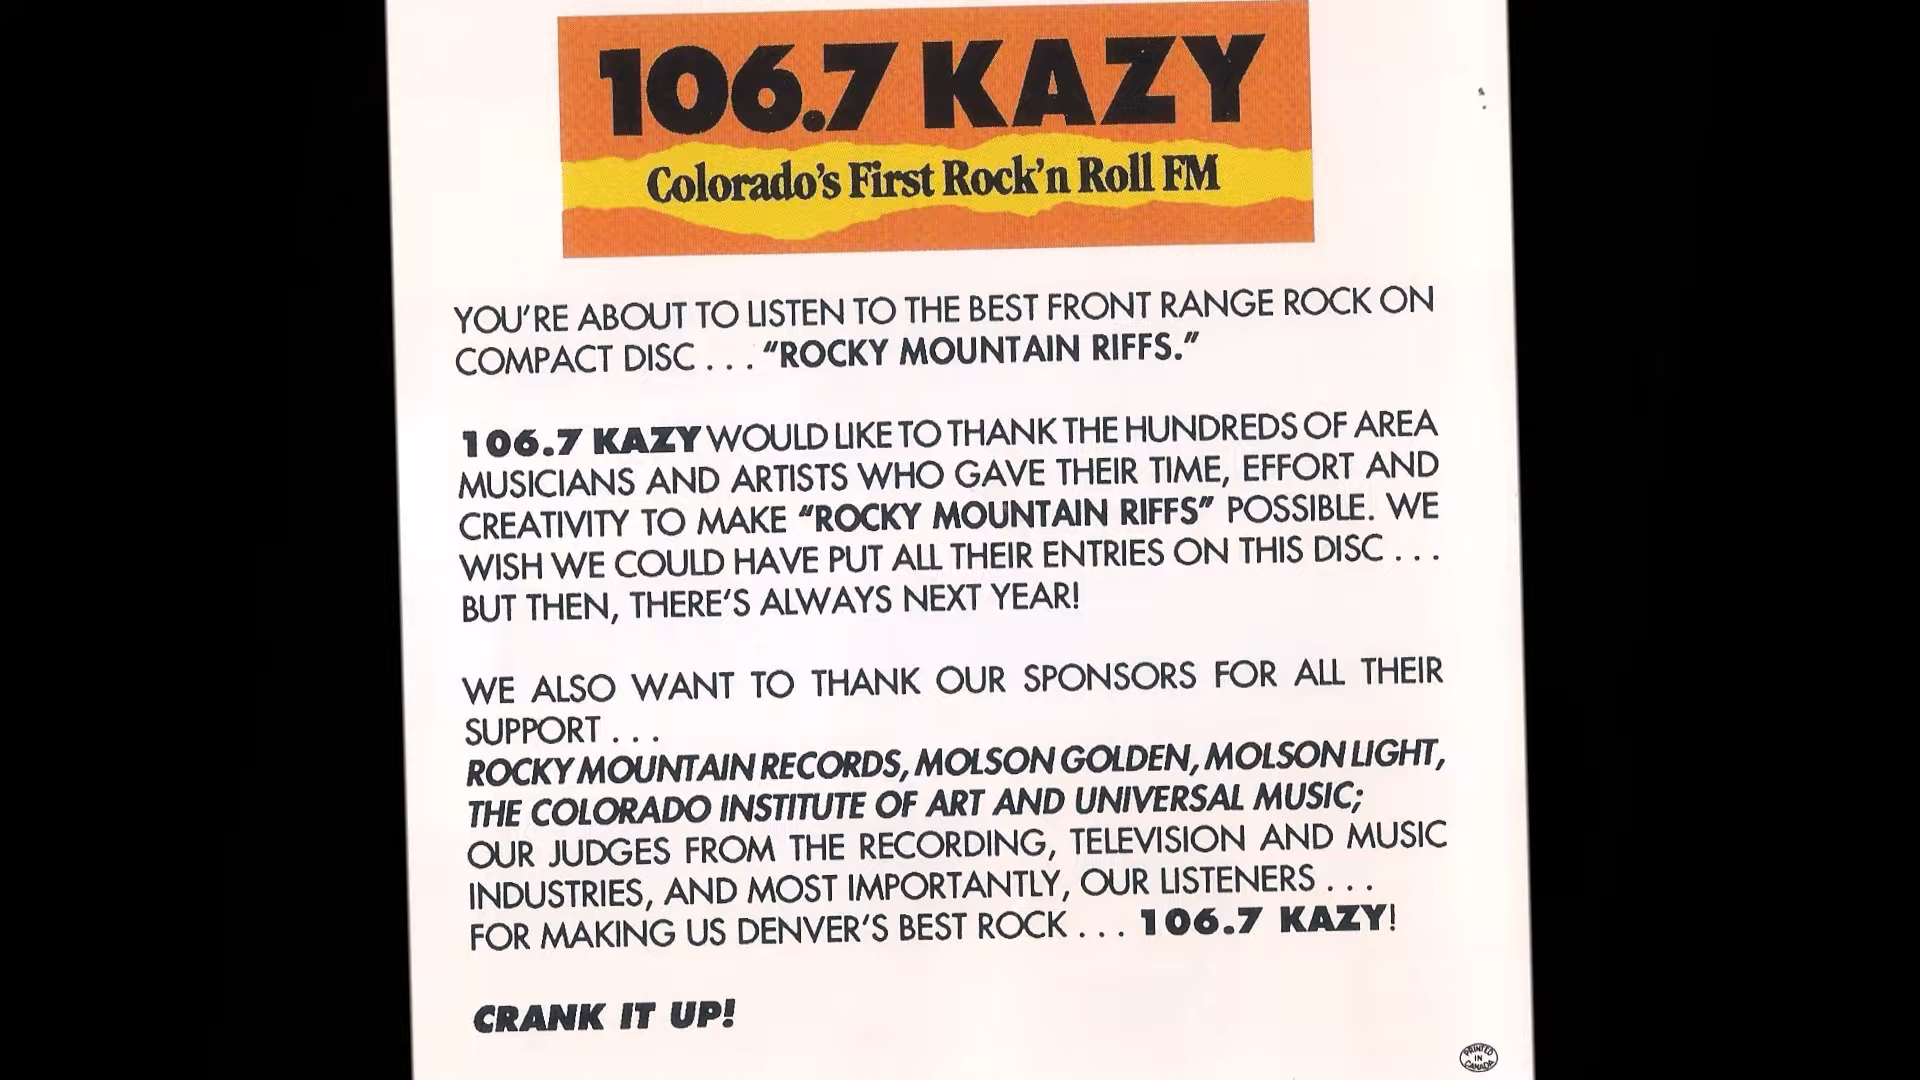 106.7 KAZY
Colorado's First Rock'n Roll FM
YOU'RE ABOUT TO LISTEN TO THE BEST FRONT RANGE ROCK ON
COMPACT DISC . . . "ROCKY MOUNTAIN RIFFS."
106.7 KAZY WOULD LIKE TO THANK THE HUNDREDS OF AREA
MUSICIANS AND ARTISTS WHO GAVE THEIR TIME, EFFORT AND
CREATIVITY TO MAKE "ROCKY MOUNTAIN RIFFS" POSSIBLE. WE
WISH WE COULD HAVE PUT ALL THEIR ENTRIES ON THIS DISC . . .
BUT THEN, THERE'S ALWAYS NEXT YEAR!
WE ALSO WANT TO THANK OUR SPONSORS FOR ALL THEIR
SUPPORT . . .
ROCKY MOUNTAIN RECORDS, MOLSON GOLDEN, MOLSON LIGHT,
THE COLORADO INSTITUTE OF ART AND UNIVERSAL MUSIC;
OUR JUDGES FROM THE RECORDING, TELEVISION AND MUSIC
INDUSTRIES, AND MOST IMPORTANTLY, OUR LISTENERS . . .
FOR MAKING US DENVER'S BEST ROCK . . . 106.7 KAZY!
CRANK IT UP!
PRINTED
IN
CANADA